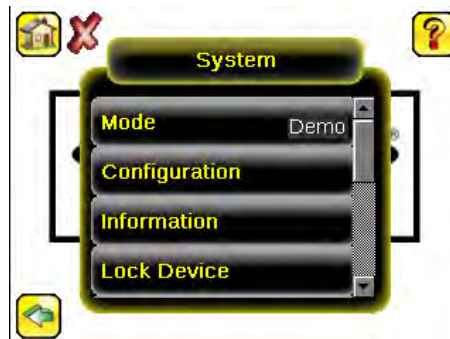 System
Mode Demo
Configuration
Information
Lock Device
?
®